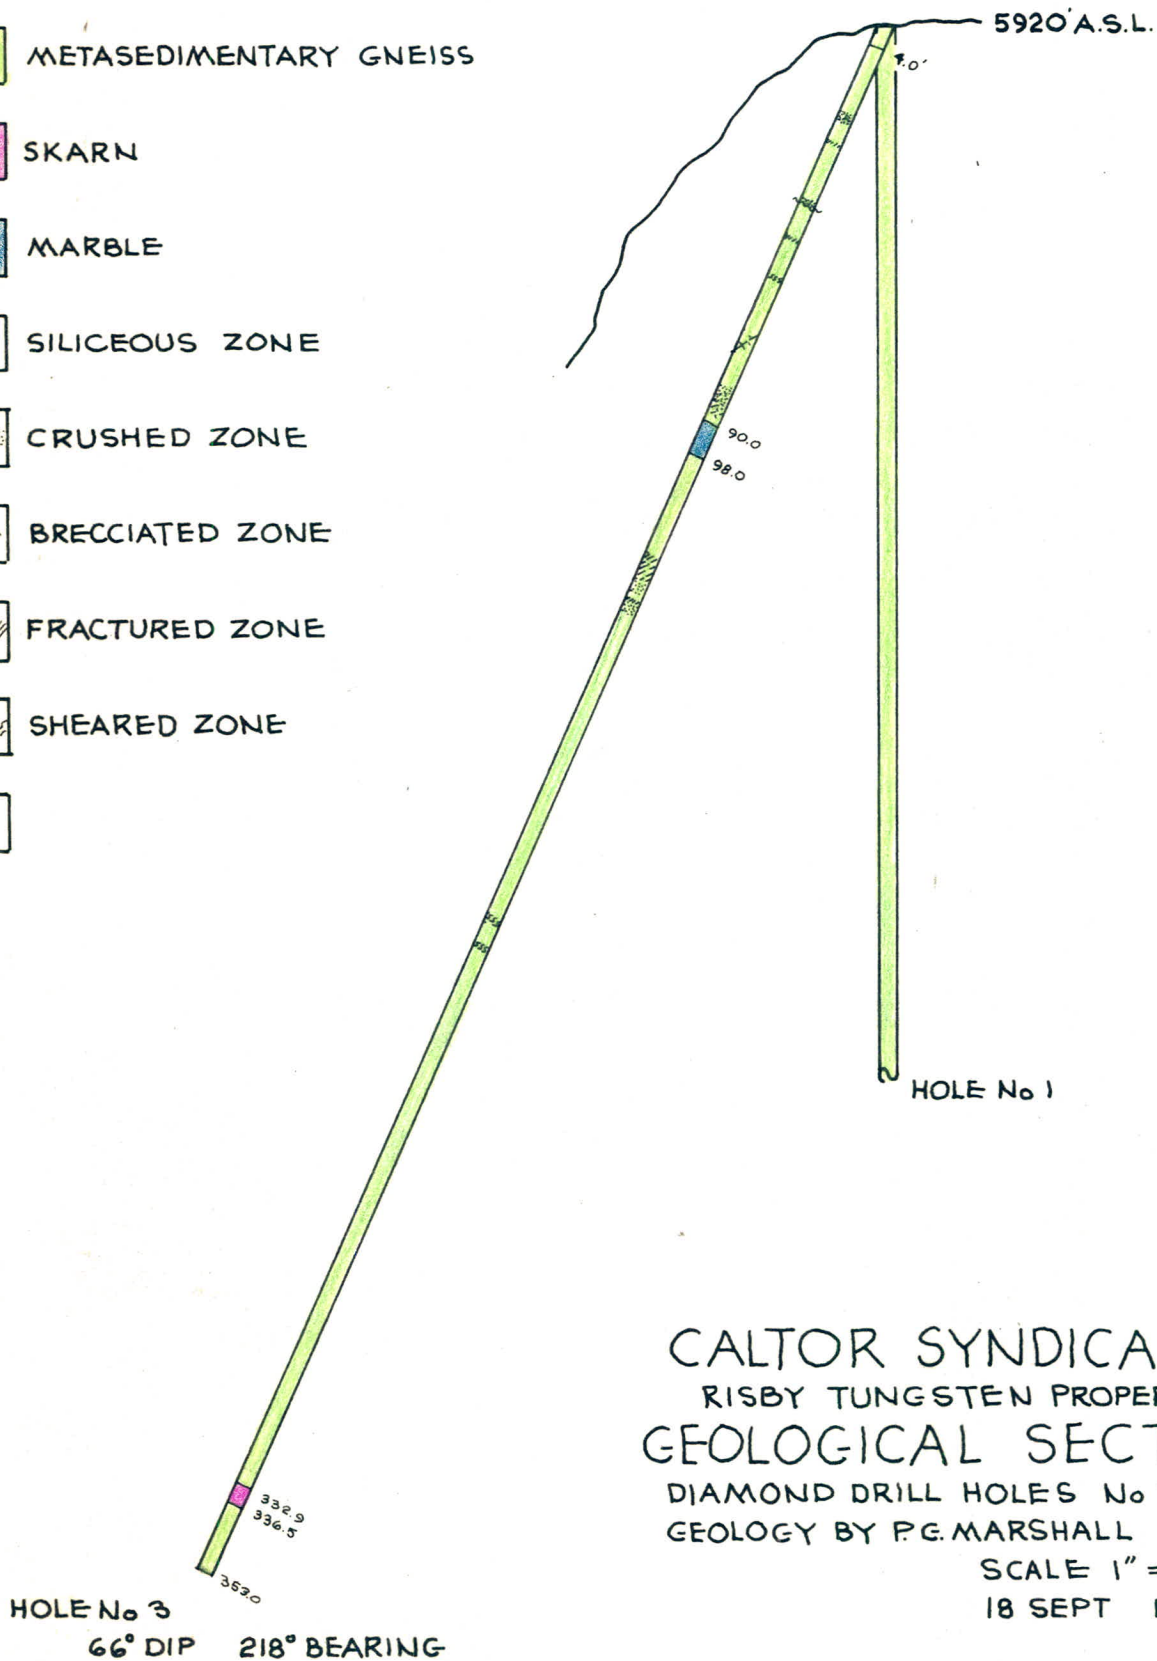 METASEDIMENTARY GNEISS
SKARN
MARBLE
SILICEOUS ZONE
CRUSHED ZONE
BRECCIATED ZONE
FRACTURED ZONE
SHEARED ZONE
5920' A.S.L.
90.0
98.0
HOLE No 1
332.9
336.5
353.0
HOLE No 3
66° DIP 218° BEARING
CALTOR SYNDICA
RISBY TUNGSTEN PROPE
GEOLOGICAL SECT
DIAMOND DRILL HOLES No
GEOLOGY BY P.G. MARSHALL
SCALE 1" =
18 SEPT